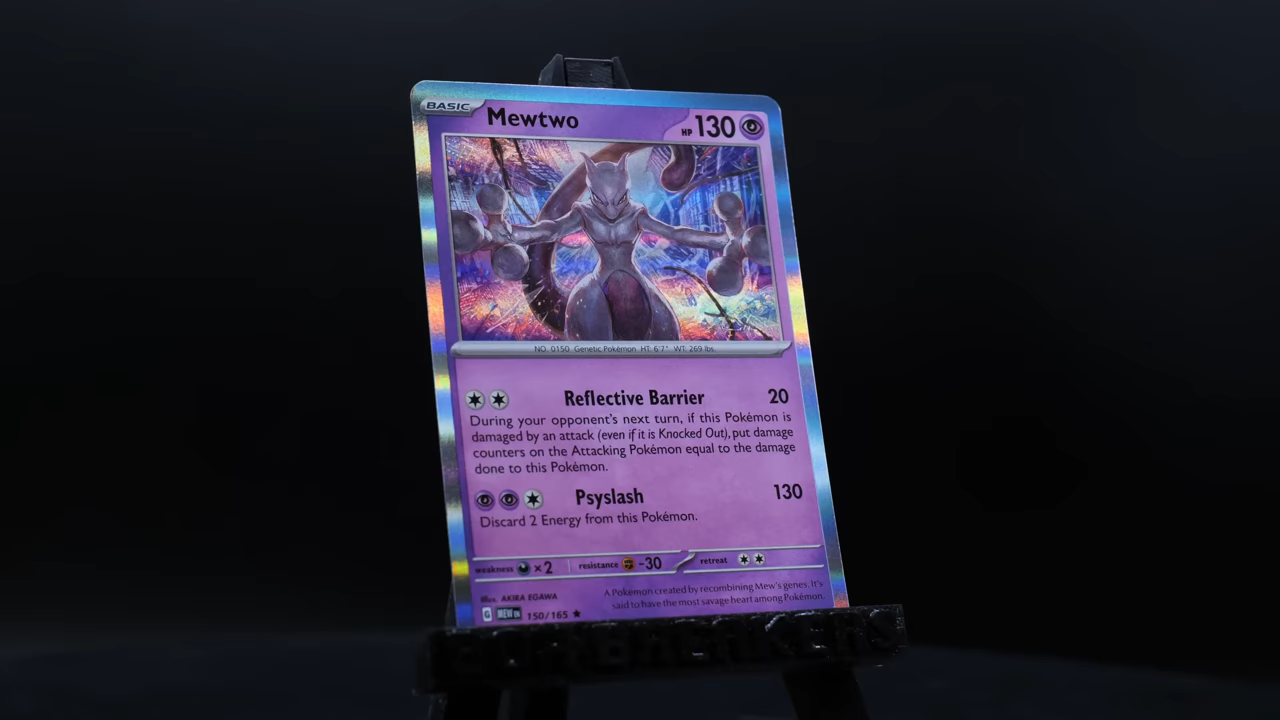 BASIC Mewtwo HP 130
NO. 0150 Genetic Pokémon HT: 6'7" WT: 269 lbs.
Reflective Barrier 20
During your opponent's next turn, if this Pokémon is
damaged by an attack (even if it is Knocked Out), put damage
counters on the Attacking Pokémon equal to the damage
done to this Pokémon.
Psyslash 130
Discard 2 Energy from this Pokémon.
weakness ×2 resistance -30 retreat
Illus. AKIRA EGAWA
A Pokémon created by recombining Mew's genes. It's
said to have the most savage heart among Pokémon.
G MEW EN 150/165